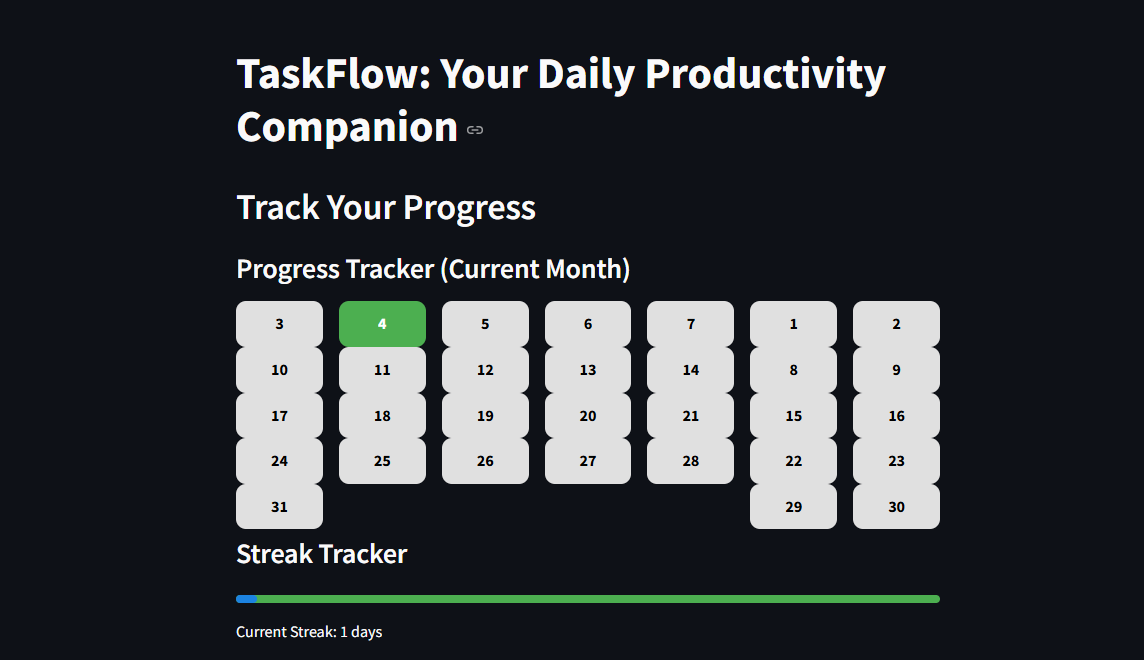 TaskFlow: Your Daily Productivity
Companion
Track Your Progress
Progress Tracker (Current Month)
3 4 5 6 7 1 2
10 11 12 13 14 8 9
17 18 19 20 21 15 16
24 25 26 27 28 22 23
31 29 30
Streak Tracker
Current Streak: 1 days